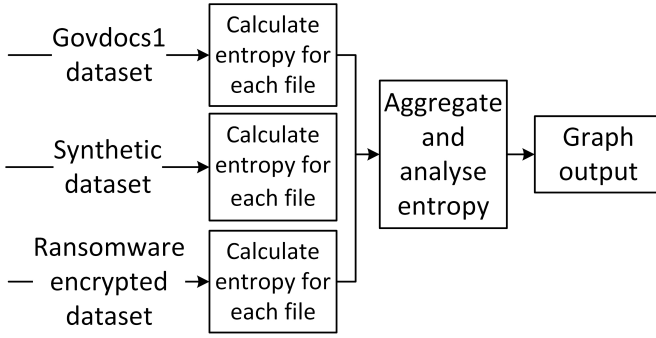 Govdocs1
dataset
Calculate
entropy for
each file
Synthetic
dataset
Calculate
entropy for
each file
Ransomware
encrypted
dataset
Calculate
entropy for
each file
Aggregate
and
analyse
entropy
Graph
output